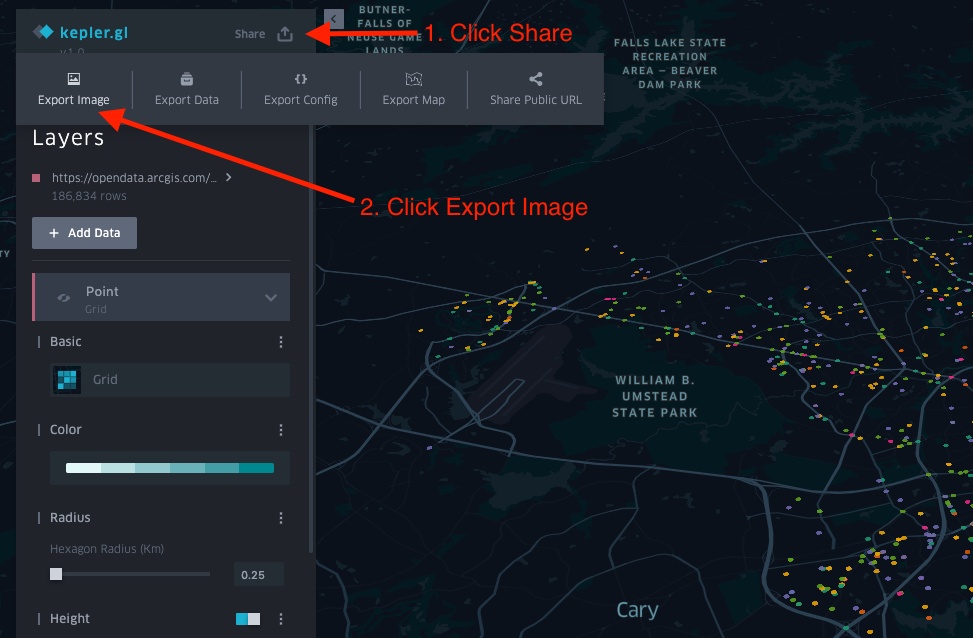 kepler.gl
v1.0
Share
1. Click Share
BUTNER-
FALLS OF
NEUSE GAME
LANDS
FALLS LAKE STATE
RECREATION
AREA – BEAVER
DAM PARK
Export Image
Export Data
Export Config
Export Map
Share Public URL
2. Click Export Image
Layers
https://opendata.arcgis.com/...
186,834 rows
+ Add Data
Point
Grid
Basic
Grid
Color
Radius
Hexagon Radius (Km)
0.25
Height
WILLIAM B.
UMSTEAD
STATE PARK
Cary